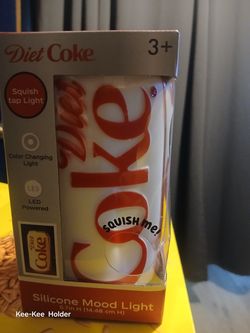 Diet Coke
3+
Squish
tap Light
Color Changing
Light
LED
LED
Powered
Diet
Coke
SQUISH ME!
Coke
Silicone Mood Light
Kee-Kee Holder